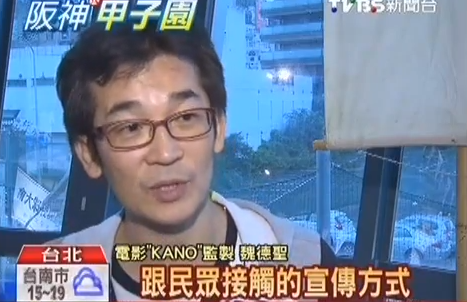 阪神 甲子園
TVBS新聞台
台北
電影"KANO"監製 魏德聖
台南市
15~19
跟民眾接觸的宣傳方式